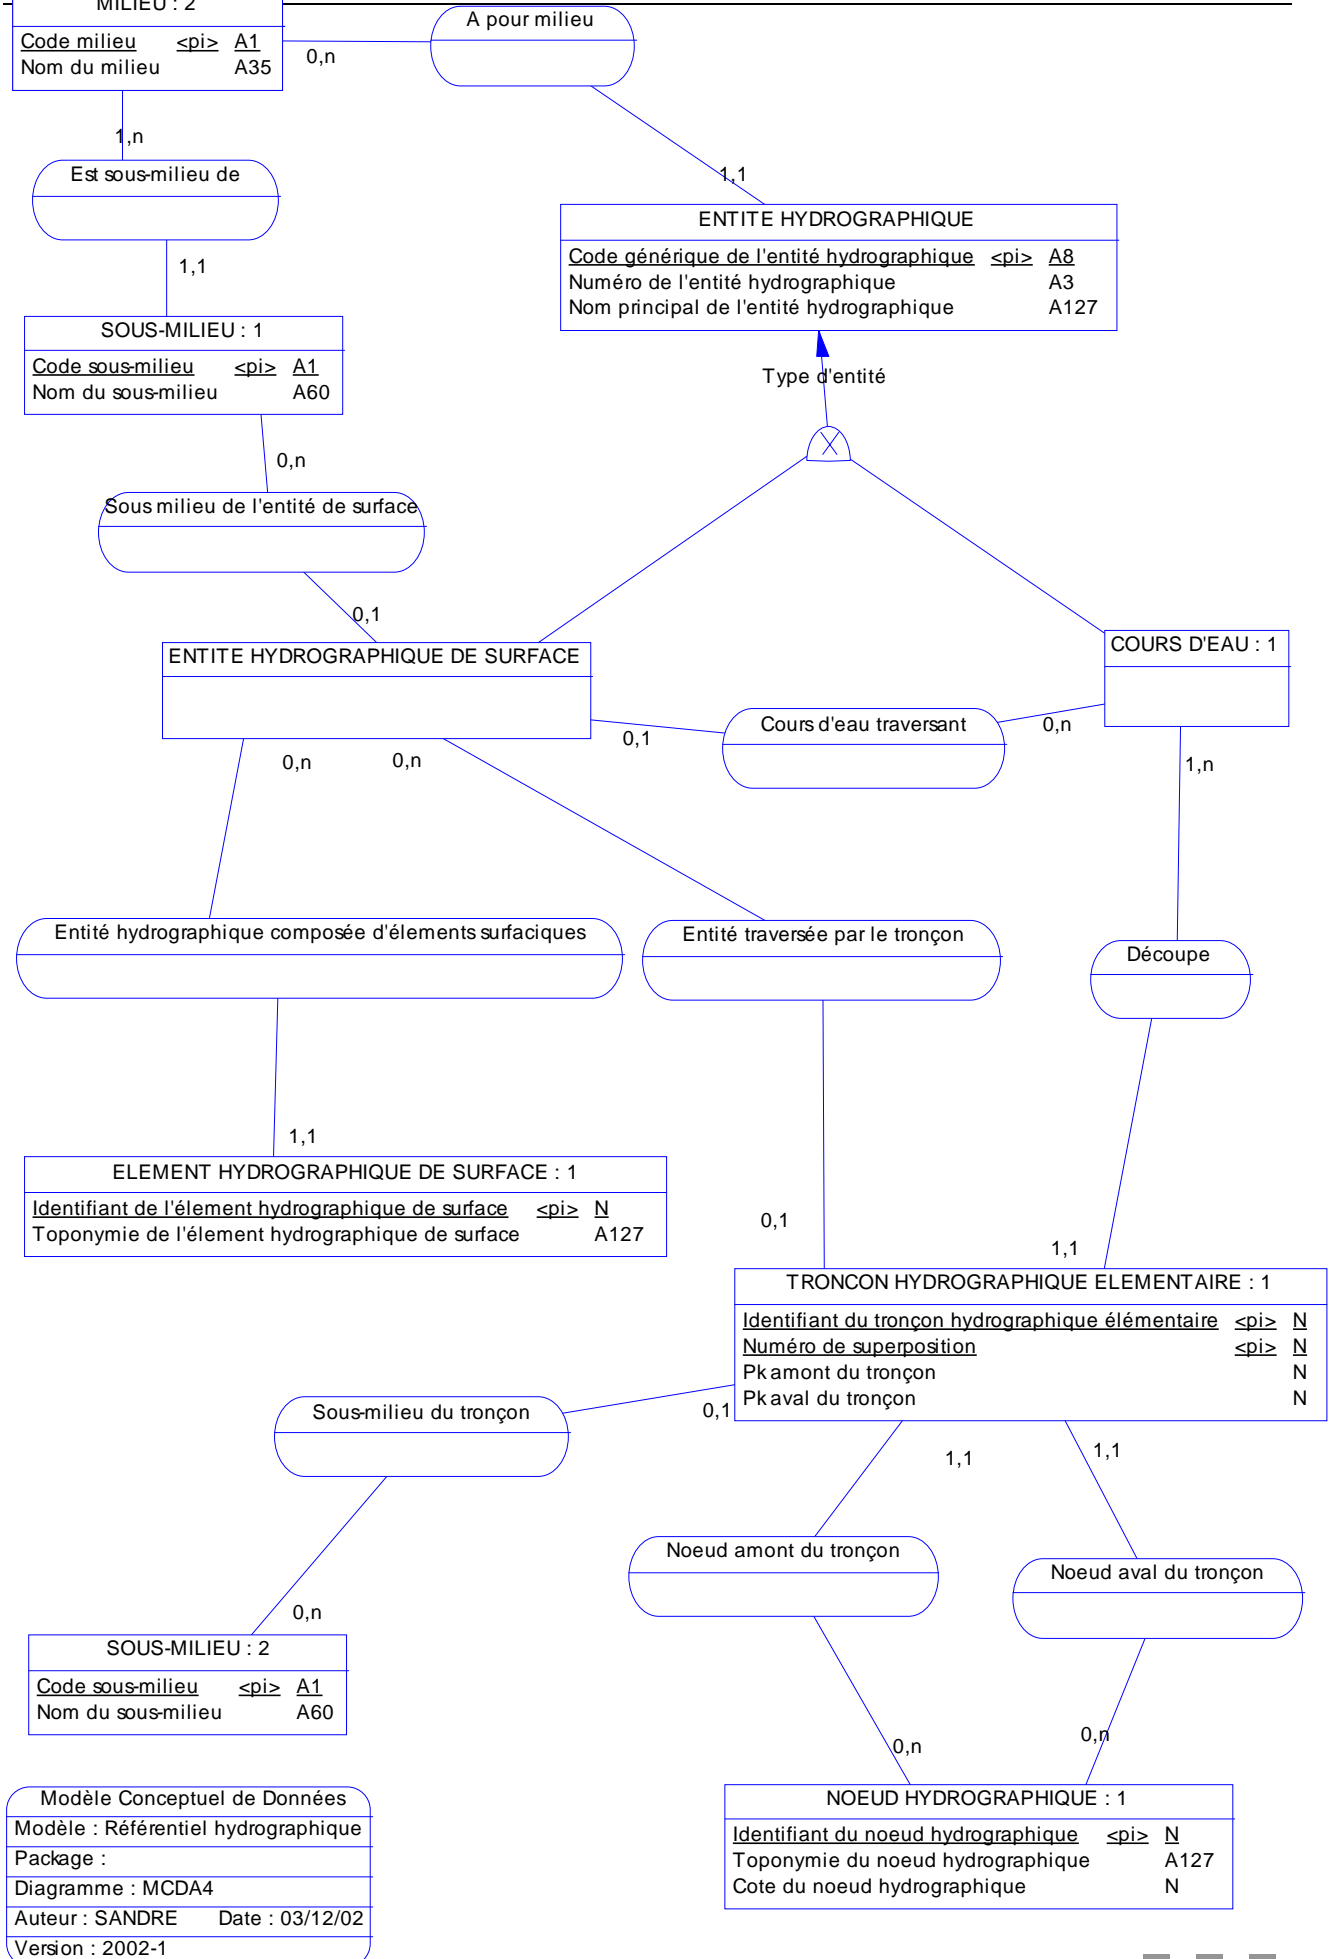 MILIEU : 2
Code milieu <pi> A1
Nom du milieu A35
0,n
A pour milieu
1,n
Est sous-milieu de
1,1
1,1
ENTITE HYDROGRAPHIQUE
Code générique de l'entité hydrographique <pi> A8
Numéro de l'entité hydrographique A3
Nom principal de l'entité hydrographique A127
SOUS-MILIEU : 1
Code sous-milieu <pi> A1
Nom du sous-milieu A60
Type d'entité
0,n
Sous milieu de l'entité de surface
0,1
ENTITE HYDROGRAPHIQUE DE SURFACE
COURS D'EAU : 1
0,1
Cours d'eau traversant
0,n
0,n
0,n
1,n
Entité hydrographique composée d'élements surfaciques
Entité traversée par le tronçon
Découpe
1,1
ELEMENT HYDROGRAPHIQUE DE SURFACE : 1
Identifiant de l'élement hydrographique de surface <pi> N
Toponymie de l'élement hydrographique de surface A127
0,1
1,1
TRONCON HYDROGRAPHIQUE ELEMENTAIRE : 1
Identifiant du tronçon hydrographique élémentaire <pi> N
Numéro de superposition <pi> N
Pk amont du tronçon N
Pk aval du tronçon N
Sous-milieu du tronçon
0,1
1,1
1,1
Noeud amont du tronçon
Noeud aval du tronçon
0,n
SOUS-MILIEU : 2
Code sous-milieu <pi> A1
Nom du sous-milieu A60
0,n
0,n
NOEUD HYDROGRAPHIQUE : 1
Identifiant du noeud hydrographique <pi> N
Toponymie du noeud hydrographique A127
Cote du noeud hydrographique N
Modèle Conceptuel de Données
Modèle : Référentiel hydrographique
Package :
Diagramme : MCDA4
Auteur : SANDRE Date : 03/12/02
Version : 2002-1